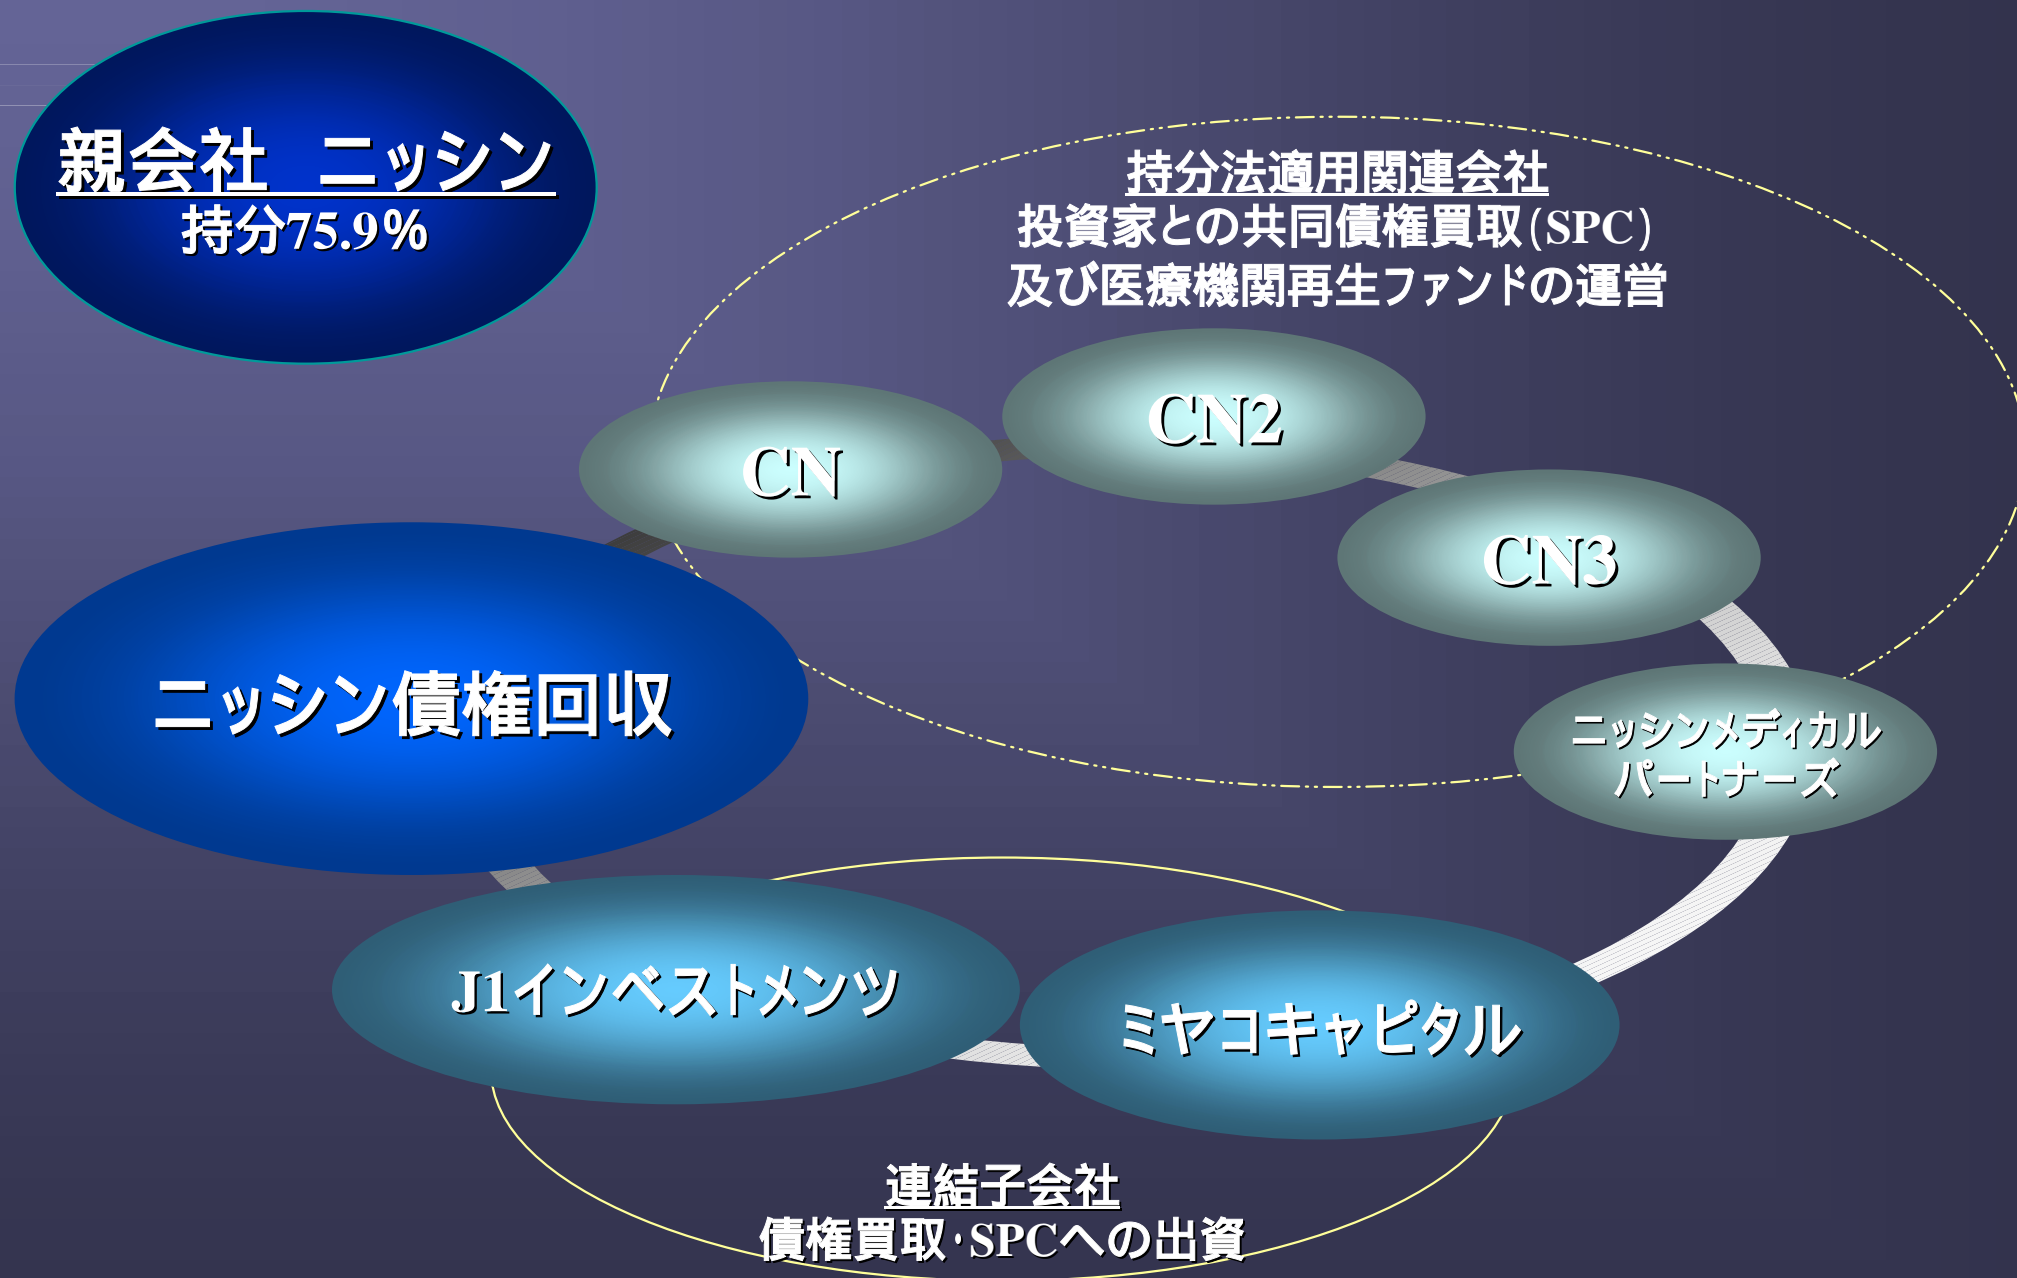 親会社　ニッシン
持分75.9%
持分法適用関連会社
投資家との共同債権買取(SPC)
及び医療機関再生ファンドの運営
CN
CN2
CN3
ニッシン債権回収
ニッシンメディカル
パートナーズ
J1インベストメンツ
ミヤコキャピタル
連結子会社
債権買取･SPCへの出資